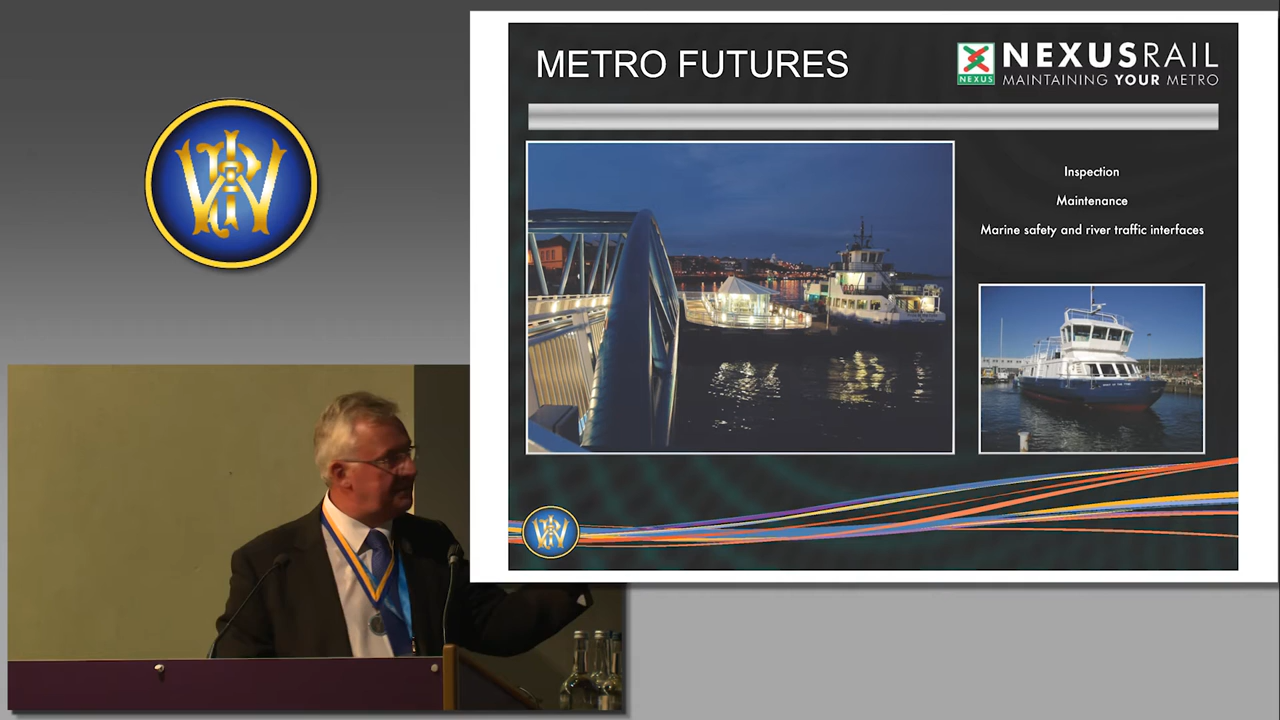 METRO FUTURES
NEXUS
NEXUSRAIL
MAINTAINING YOUR METRO
Inspection
Maintenance
Marine safety and river traffic interfaces